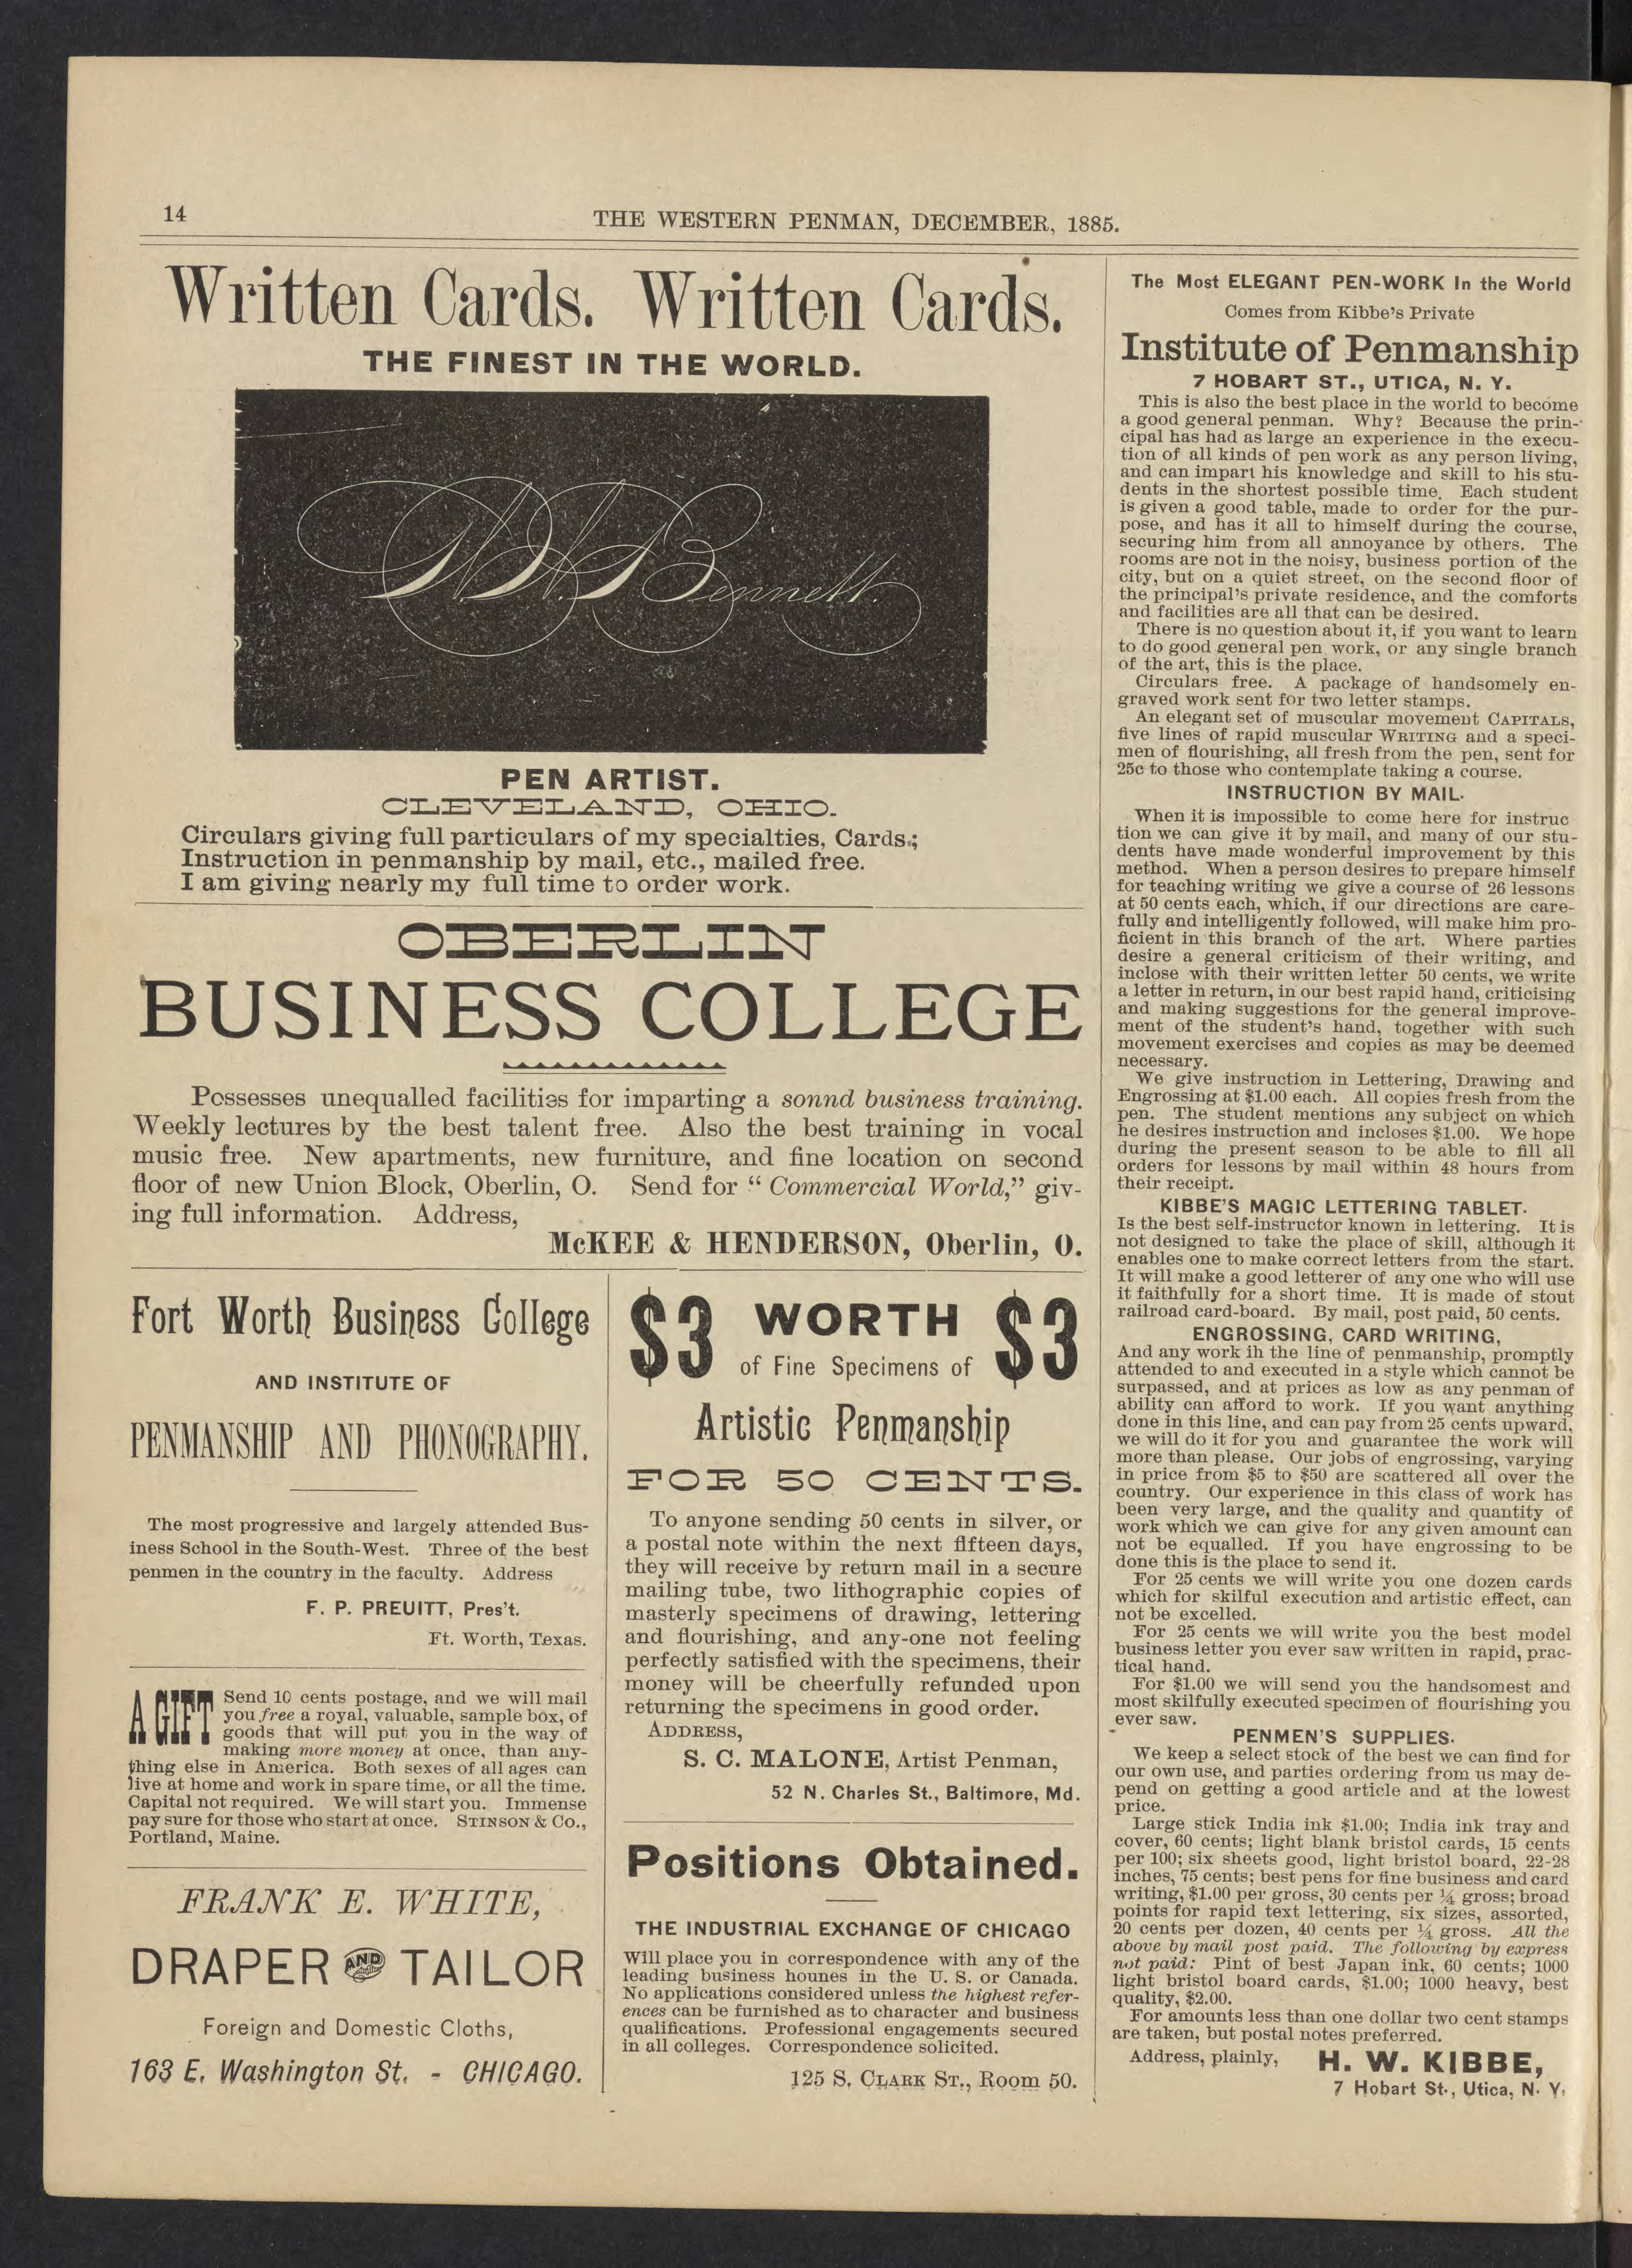 14
THE WESTERN PENMAN, DECEMBER, 1885.
Written Cards. Written Cards.
THE FINEST IN THE WORLD.
Bennett.
PEN ARTIST.
CLEVELAND, OHIO.
Circulars giving full particulars of my specialties, Cards,;
Instruction in penmanship by mail, etc., mailed free.
I am giving nearly my full time to order work.
OBERLIN
BUSINESS COLLEGE
Possesses unequalled facilities for imparting a sonnd business training.
Weekly lectures by the best talent free. Also the best training in vocal
music free. New apartments, new furniture, and fine location on second
floor of new Union Block, Oberlin, O. Send for “ Commercial World,” giv-
ing full information. Address,
McKEE & HENDERSON, Oberlin, O.
Fort Worth Business College
AND INSTITUTE OF
PENMANSHIP AND PHONOGRAPHY.
The most progressive and largely attended Bus-
iness School in the South-West. Three of the best
penmen in the country in the faculty. Address
F. P. PREUITT, Pres't.
Ft. Worth, Texas.
A GIFT Send 10 cents postage, and we will mail
you free a royal, valuable, sample box, of
goods that will put you in the way of
making more money at once, than any-
thing else in America. Both sexes of all ages can
live at home and work in spare time, or all the time.
Capital not required. We will start you. Immense
pay sure for those who start at once. STINSON & CO.,
Portland, Maine.
FRANK E. WHITE,
DRAPER AND TAILOR
Foreign and Domestic Cloths,
163 E. Washington St. - CHICAGO.
$3 WORTH $3
of Fine Specimens of
Artistic Penmanship
FOR 50 CENTS.
To anyone sending 50 cents in silver, or
a postal note within the next fifteen days,
they will receive by return mail in a secure
mailing tube, two lithographic copies of
masterly specimens of drawing, lettering
and flourishing, and any-one not feeling
perfectly satisfied with the specimens, their
money will be cheerfully refunded upon
returning the specimens in good order.
ADDRESS,
S. C. MALONE, Artist Penman,
52 N. Charles St., Baltimore, Md.
Positions Obtained.
THE INDUSTRIAL EXCHANGE OF CHICAGO
Will place you in correspondence with any of the
leading business hounes in the U. S. or Canada.
No applications considered unless the highest refer-
ences can be furnished as to character and business
qualifications. Professional engagements secured
in all colleges. Correspondence solicited.
125 S. CLARK ST., Room 50.
The Most ELEGANT PEN-WORK In the World
Comes from Kibbe's Private
Institute of Penmanship
7 HOBART ST., UTICA, N. Y.
This is also the best place in the world to become
a good general penman. Why? Because the prin-
cipal has had as large an experience in the execu-
tion of all kinds of pen work as any person living,
and can impart his knowledge and skill to his stu-
dents in the shortest possible time. Each student
is given a good table, made to order for the pur-
pose, and has it all to himself during the course,
securing him from all annoyance by others. The
rooms are not in the noisy, business portion of the
city, but on a quiet street, on the second floor of
the principal's private residence, and the comforts
and facilities are all that can be desired.
There is no question about it, if you want to learn
to do good general pen work, or any single branch
of the art, this is the place.
Circulars free. A package of handsomely en-
graved work sent for two letter stamps.
An elegant set of muscular movement CAPITALS,
five lines of rapid muscular WRITING and a speci-
men of flourishing, all fresh from the pen, sent for
25c to those who contemplate taking a course.
INSTRUCTION BY MAIL.
When it is impossible to come here for instruc
tion we can give it by mail, and many of our stu-
dents have made wonderful improvement by this
method. When a person desires to prepare himself
for teaching writing we give a course of 26 lessons
at 50 cents each, which, if our directions are care-
fully and intelligently followed, will make him pro-
ficient in this branch of the art. Where parties
desire a general criticism of their writing, and
inclose with their written letter 50 cents, we write
a letter in return, in our best rapid hand, criticising
and making suggestions for the general improve-
ment of the student's hand, together with such
movement exercises and copies as may be deemed
necessary.
We give instruction in Lettering, Drawing and
Engrossing at $1.00 each. All copies fresh from the
pen. The student mentions any subject on which
he desires instruction and incloses $1.00. We hope
during the present season to be able to fill all
orders for lessons by mail within 48 hours from
their receipt.
KIBBE'S MAGIC LETTERING TABLET.
Is the best self-instructor known in lettering. It is
not designed to take the place of skill, although it
enables one to make correct letters from the start.
It will make a good letterer of any one who will use
it faithfully for a short time. It is made of stout
railroad card-board. By mail, post paid, 50 cents.
ENGROSSING, CARD WRITING,
And any work ih the line of penmanship, promptly
attended to and executed in a style which cannot be
surpassed, and at prices as low as any penman of
ability can afford to work. If you want anything
done in this line, and can pay from 25 cents upward,
we will do it for you and guarantee the work will
more than please. Our jobs of engrossing, varying
in price from $5 to $50 are scattered all over the
country. Our experience in this class of work has
been very large, and the quality and quantity of
work which we can give for any given amount can
not be equalled. If you have engrossing to be
done this is the place to send it.
For 25 cents we will write you one dozen cards
which for skilful execution and artistic effect, can
not be excelled.
For 25 cents we will write you the best model
business letter you ever saw written in rapid, prac-
tical hand.
For $1.00 we will send you the handsomest and
most skilfully executed specimen of flourishing you
ever saw.
PENMEN'S SUPPLIES.
We keep a select stock of the best we can find for
our own use, and parties ordering from us may de-
pend on getting a good article and at the lowest
price.
Large stick India ink $1.00; India ink tray and
cover, 60 cents; light blank bristol cards, 15 cents
per 100; six sheets good, light bristol board, 22-28
inches, 75 cents; best pens for fine business and card
writing, $1.00 per gross, 30 cents per ¼ gross; broad
points for rapid text lettering, six sizes, assorted,
20 cents per dozen, 40 cents per ¼ gross. All the
above by mail post paid. The following by express
not paid: Pint of best Japan ink, 60 cents; 1000
light bristol board cards, $1.00; 1000 heavy, best
quality, $2.00.
For amounts less than one dollar two cent stamps
are taken, but postal notes preferred.
Address, plainly, H. W. KIBBE,
7 Hobart St., Utica, N. Y.